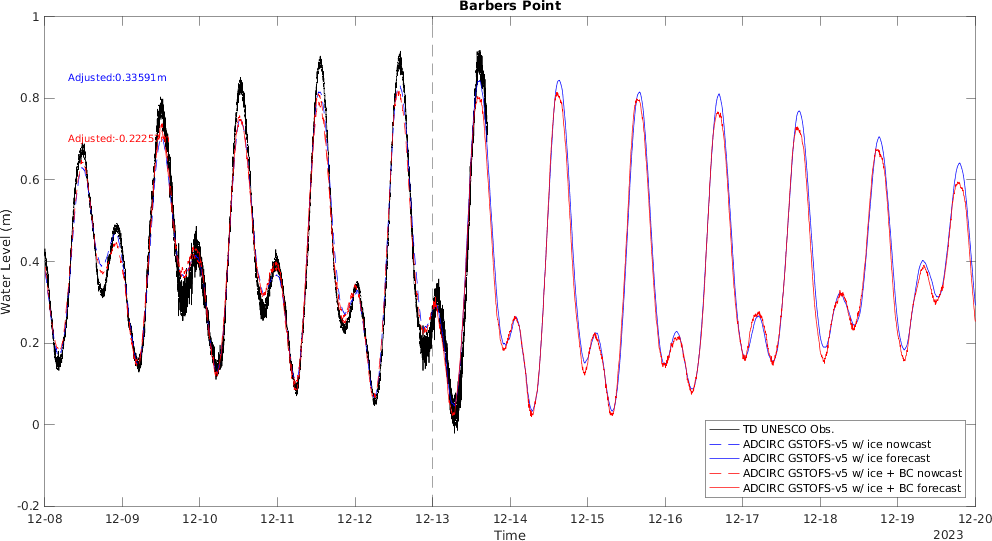 Barbers Point
1
0.8
0.6
0.4
0.2
0
-0.2
Water Level (m)
Adjusted:0.33591m
Adjusted:-0.2225
TD UNESCO Obs.
ADCIRC GSTOFS-v5 w/ ice nowcast
ADCIRC GSTOFS-v5 w/ ice forecast
ADCIRC GSTOFS-v5 w/ ice + BC nowcast
ADCIRC GSTOFS-v5 w/ ice + BC forecast
12-08 12-09 12-10 12-11 12-12 12-13 12-14 12-15 12-16 12-17 12-18 12-19 12-20
Time
2023